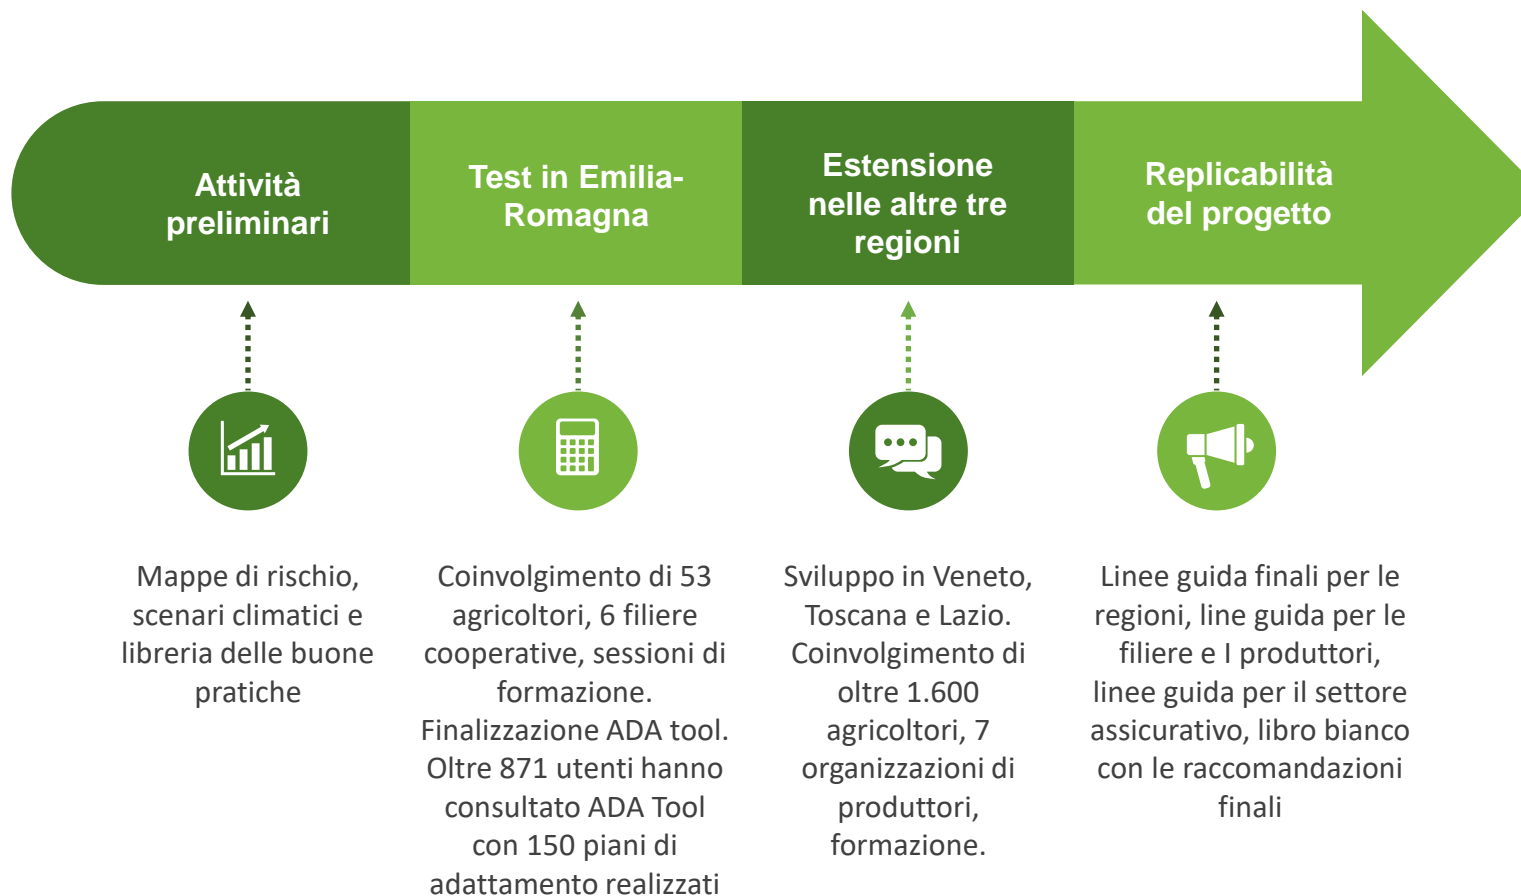 Attività
preliminari
Test in Emilia-
Romagna
Estensione
nelle altre tre
regioni
Replicabilità
del progetto
Mappe di rischio,
scenari climatici e
libreria delle buone
pratiche
Coinvolgimento di 53
agricoltori, 6 filiere
cooperative, sessioni di
formazione.
Finalizzazione ADA tool.
Oltre 871 utenti hanno
consultato ADA Tool
con 150 piani di
adattamento realizzati
Sviluppo in Veneto,
Toscana e Lazio.
Coinvolgimento di
oltre 1.600
agricoltori, 7
organizzazioni di
produttori,
formazione.
Linee guida finali per le
regioni, line guida per le
filiere e I produttori,
linee guida per il settore
assicurativo, libro bianco
con le raccomandazioni
finali